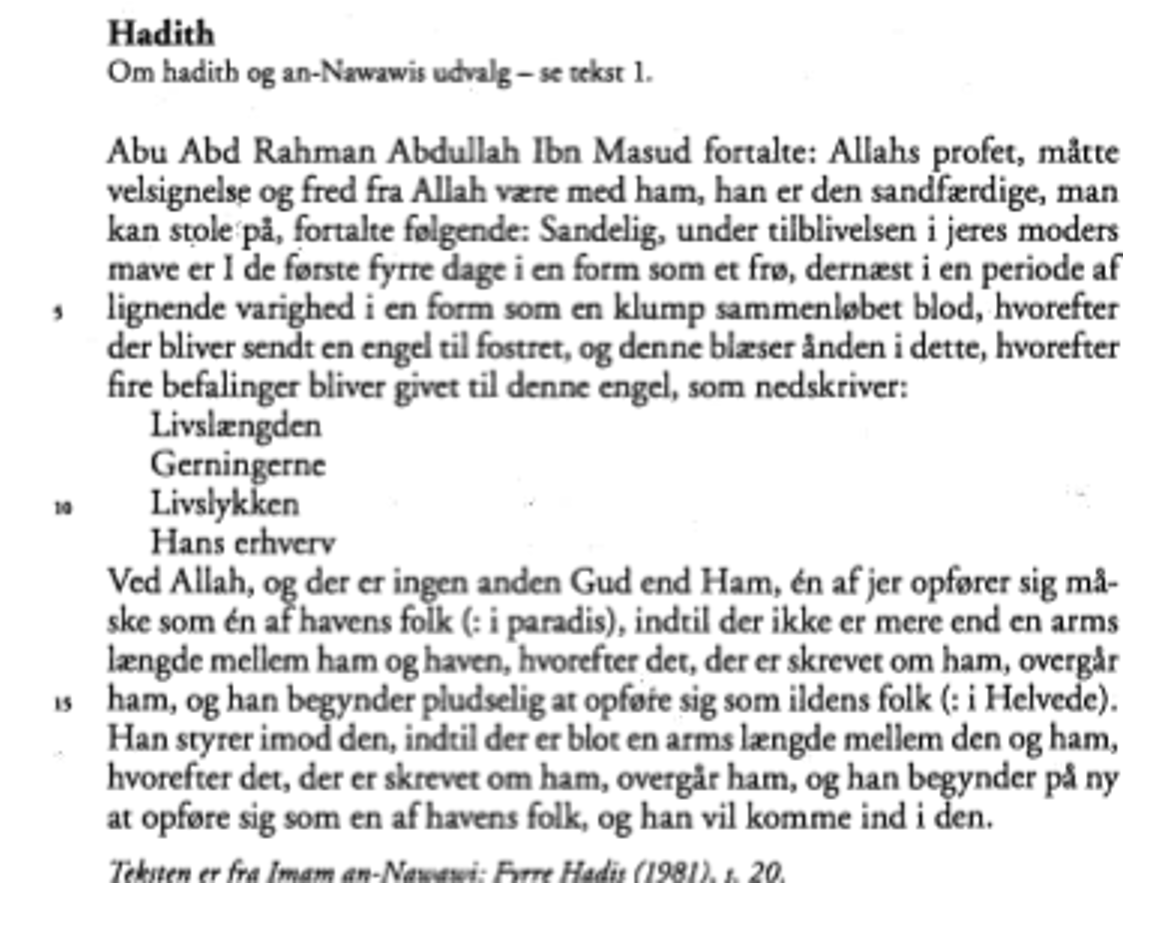 Hadith
Om hadith og an-Nawawis udvalg – se tekst 1.
Abu Abd Rahman Abdullah Ibn Masud fortalte: Allahs profet, måtte
velsignelse og fred fra Allah være med ham, han er den sandfærdige, man
kan stole på, fortalte følgende: Sandelig, under tilblivelsen i jeres moders
mave er I de første fyrre dage i en form som et frø, dernæst i en periode af
5 lignende varighed i en form som en klump sammenløbet blod, hvorefter
der bliver sendt en engel til fostret, og denne blæser ånden i dette, hvorefter
fire befalinger bliver givet til denne engel, som nedskriver:
Livslængden
Gerningerne
10 Livslykken
Hans erhverv
Ved Allah, og der er ingen anden Gud end Ham, én af jer opfører sig må-
ske som én af havens folk (: i paradis), indtil der ikke er mere end en arms
længde mellem ham og haven, hvorefter det, der er skrevet om ham, overgår
15 ham, og han begynder pludselig at opføre sig som ildens folk (: i Helvede).
Han styrer imod den, indtil der er blot en arms længde mellem den og ham,
hvorefter det, der er skrevet om ham, overgår ham, og han begynder på ny
at opføre sig som en af havens folk, og han vil komme ind i den.
Teksten er fra Imam an-Nawawi: Fyrre Hadis (1981), s. 20.